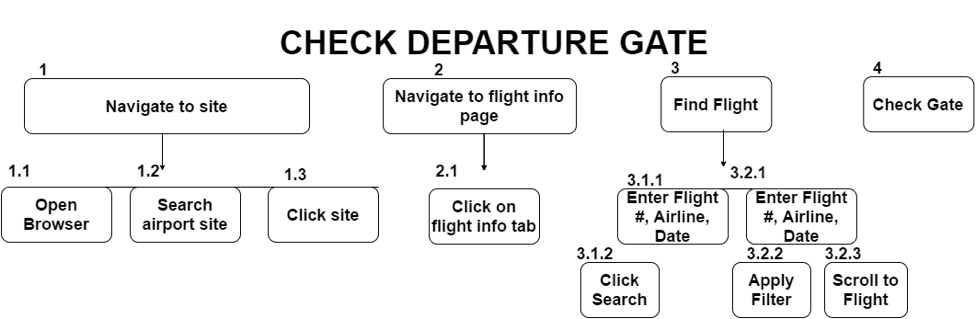 CHECK DEPARTURE GATE
1
2
3
4
Navigate to site
Navigate to flight info
page
Find Flight
Check Gate
1.1
1.2
1.3
2.1
3.1.1
3.2.1
Open
Browser
Search
airport site
Click site
Click on
flight info tab
Enter Flight
#, Airline,
Date
Enter Flight
#, Airline,
Date
3.1.2
3.2.2
3.2.3
Click
Search
Apply
Filter
Scroll to
Flight